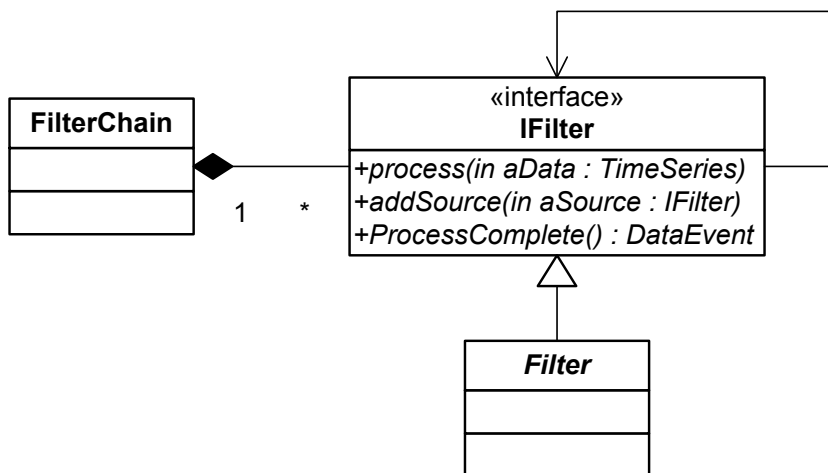 FilterChain
1
*
«interface»
IFilter
+process(in aData : TimeSeries)
+addSource(in aSource : IFilter)
+ProcessComplete() : DataEvent
Filter